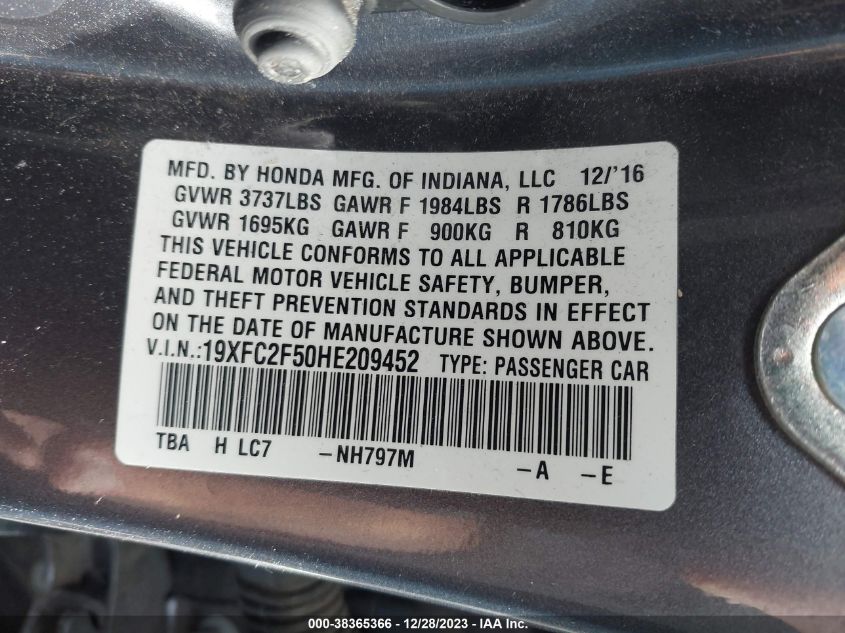 MFD. BY HONDA MFG. OF INDIANA, LLC 12/'16
GVWR 3737LBS GAWR F 1984LBS R 1786LBS
GVWR 1695KG GAWR F 900KG R 810KG
THIS VEHICLE CONFORMS TO ALL APPLICABLE
FEDERAL MOTOR VEHICLE SAFETY, BUMPER,
AND THEFT PREVENTION STANDARDS IN EFFECT
ON THE DATE OF MANUFACTURE SHOWN ABOVE.
V.I.N.:19XFC2F50HE209452 TYPE: PASSENGER CAR
TBA H LC7 -NH797M -A -E
000-38365366 - 12/28/2023 - IAA Inc.